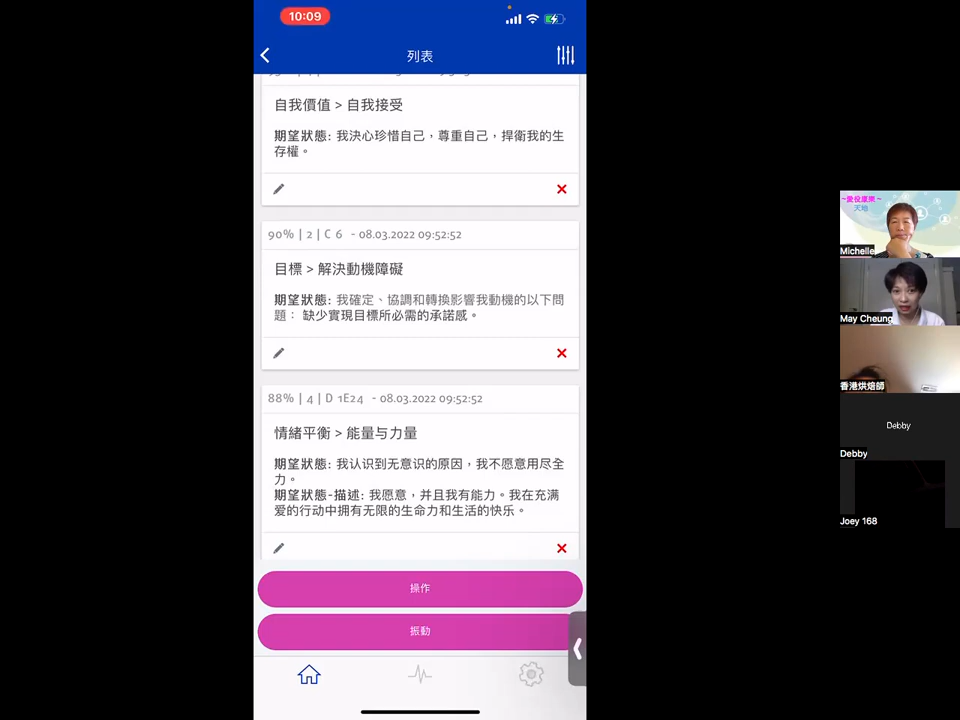 10:09
列表
自我價值 > 自我接受
期望狀態: 我決心珍惜自己，尊重自己，捍衛我的生
存權。
90% | 2 | C 6 - 08.03.2022 09:52:52
目標 > 解決動機障礙
期望狀態: 我確定、協調和轉換影響我動機的以下問
題： 缺少實現目標所必需的承諾感。
88% | 4 | D 1E24 - 08.03.2022 09:52:52
情緒平衡 > 能量与力量
期望狀態: 我认识到无意识的原因，我不愿意用尽全
力。
期望狀態-描述: 我愿意，并且我有能力。我在充满
爱的行动中拥有无限的生命力和生活的快乐。
操作
振動
~愛役康樂~
天地
Michelle
May Cheung
香港烘焙師
Debby
Debby
Joey 168